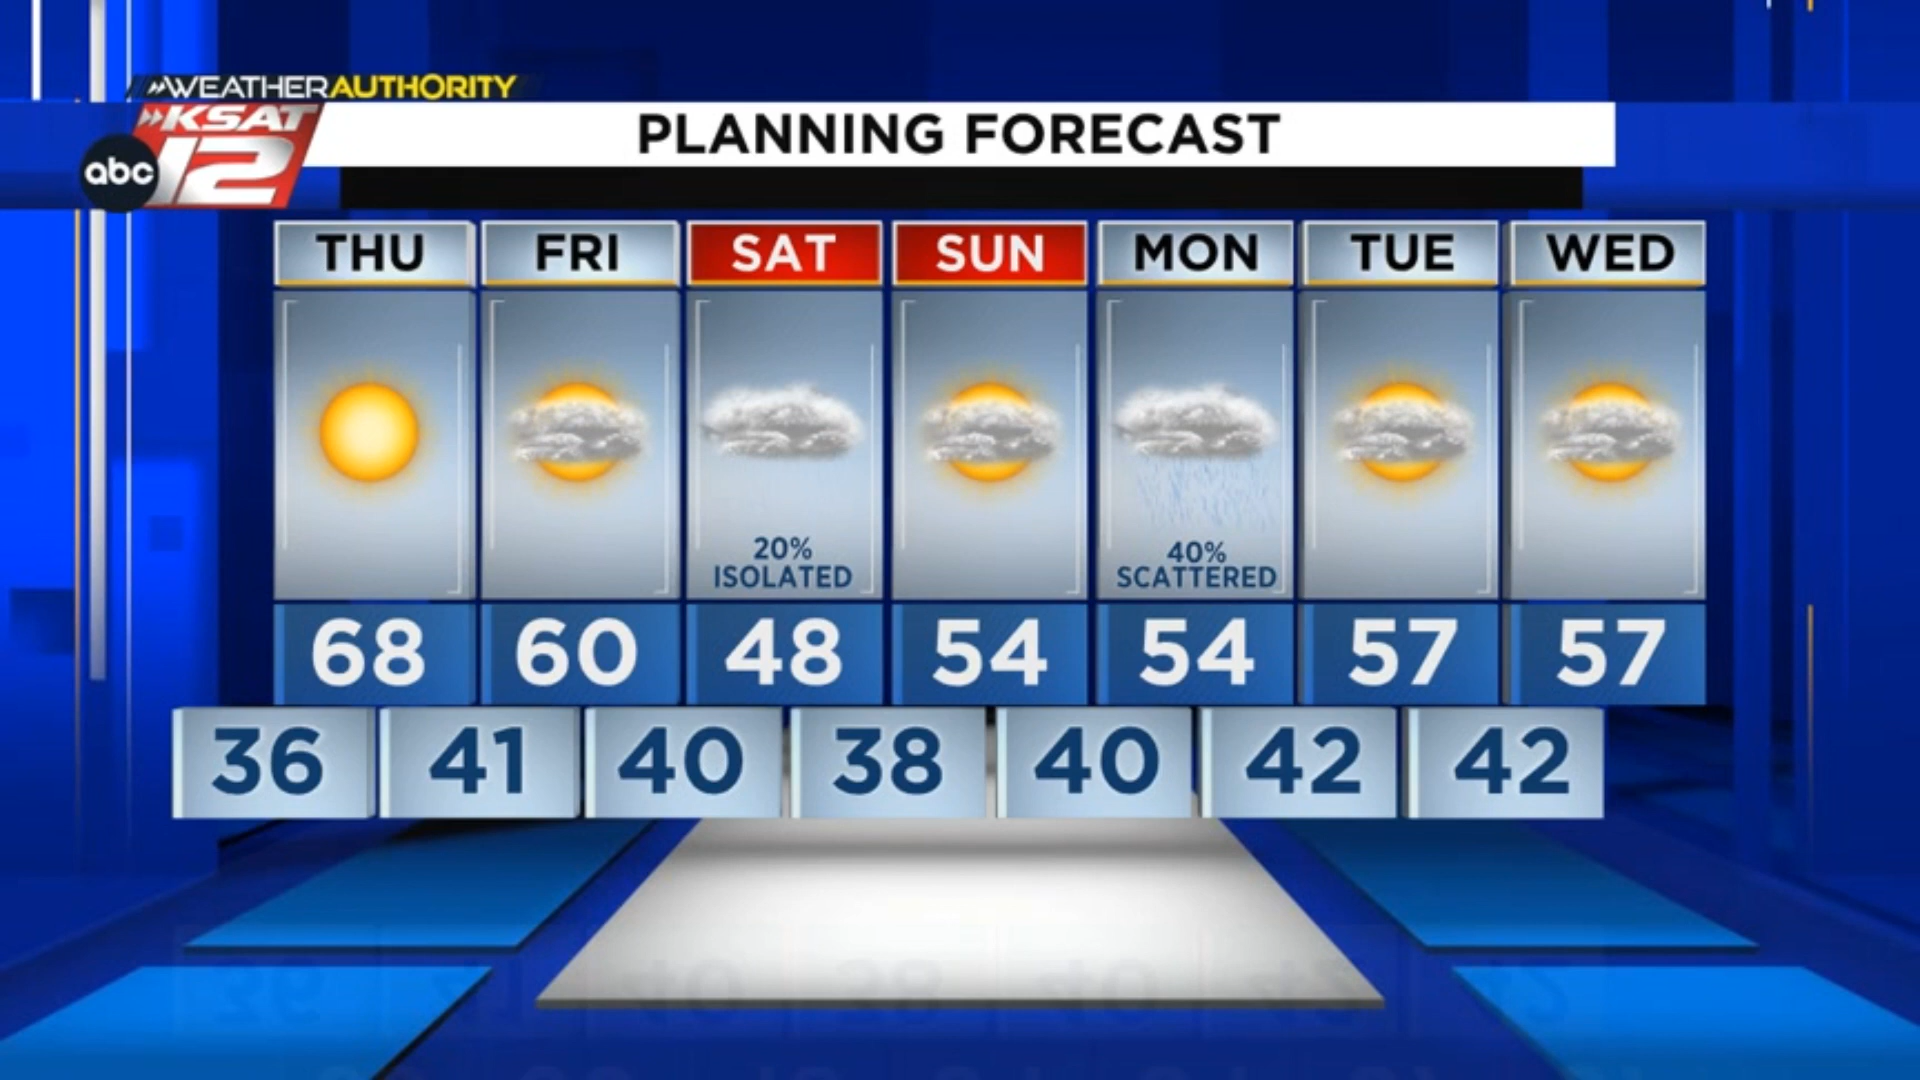 WEATHERAUTHORITY
KSAT
abc
12
PLANNING FORECAST
THU FRI SAT SUN MON TUE WED
20% 40%
ISOLATED SCATTERED
68 60 48 54 54 57 57
36 41 40 38 40 42 42